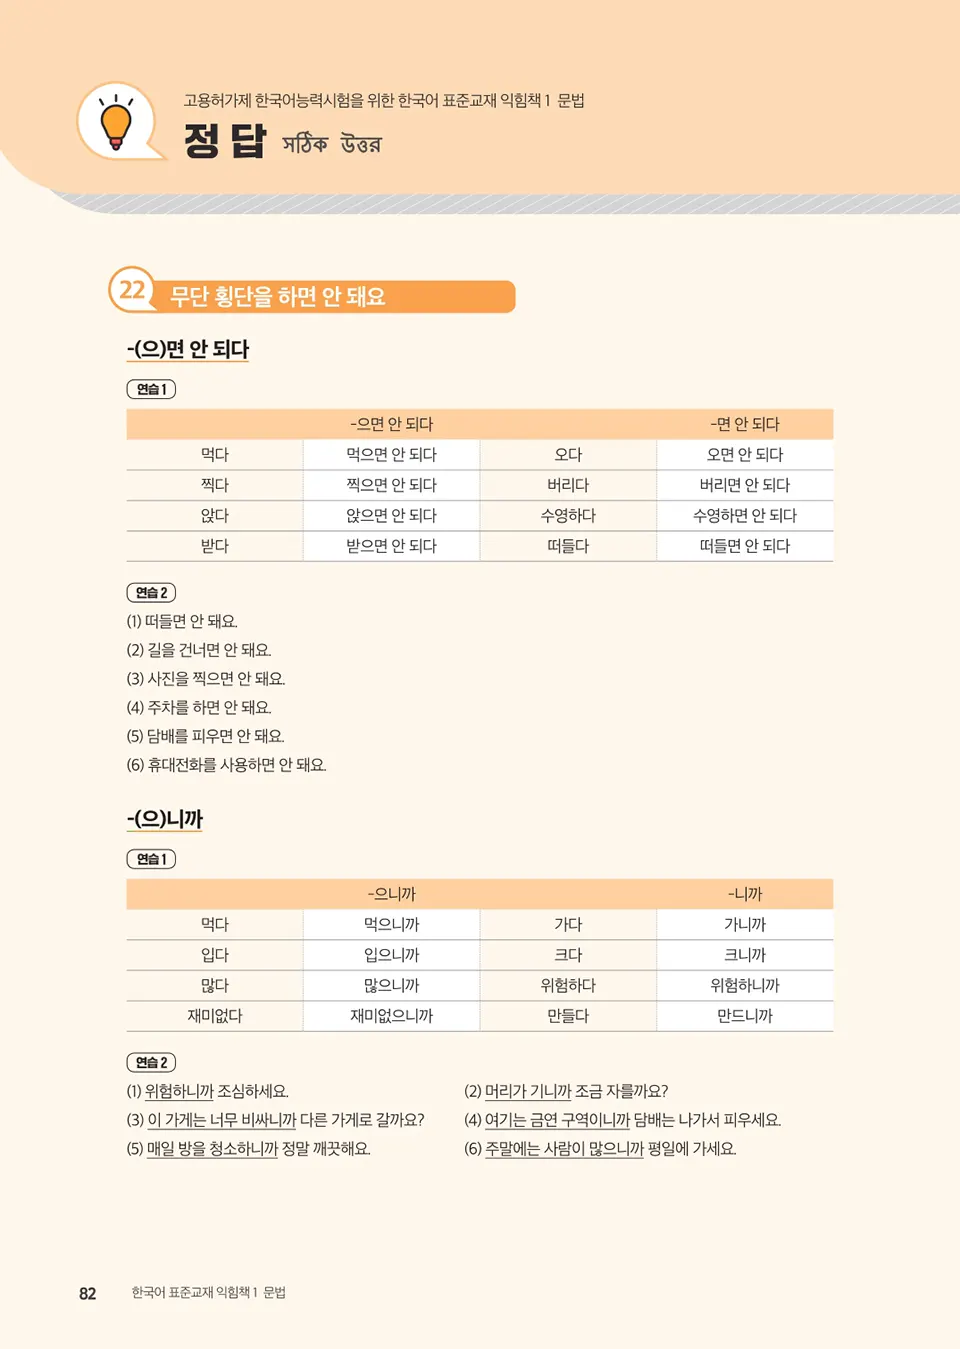 고용허가제 한국어능력시험을 위한 한국어 표준교재 익힘책 1 문법
정답 সঠিক উত্তর
22 무단 횡단을 하면 안 돼요
-(으)면 안 되다
연습 1
-으면 안 되다 -면 안 되다
먹다 먹으면 안 되다 오다 오면 안 되다
찍다 찍으면 안 되다 버리다 버리면 안 되다
앉다 앉으면 안 되다 수영하다 수영하면 안 되다
받다 받으면 안 되다 떠들다 떠들면 안 되다
연습 2
(1) 떠들면 안 돼요.
(2) 길을 건너면 안 돼요.
(3) 사진을 찍으면 안 돼요.
(4) 주차를 하면 안 돼요.
(5) 담배를 피우면 안 돼요.
(6) 휴대전화를 사용하면 안 돼요.
-(으)니까
연습 1
-으니까 -니까
먹다 먹으니까 가다 가니까
입다 입으니까 크다 크니까
많다 많으니까 위험하다 위험하니까
재미없다 재미없으니까 만들다 만드니까
연습 2
(1) 위험하니까 조심하세요. (2) 머리가 기니까 조금 자를까요?
(3) 이 가게는 너무 비싸니까 다른 가게로 갈까요? (4) 여기는 금연 구역이니까 담배는 나가서 피우세요.
(5) 매일 방을 청소하니까 정말 깨끗해요. (6) 주말에는 사람이 많으니까 평일에 가세요.
82 한국어 표준교재 익힘책 1 문법